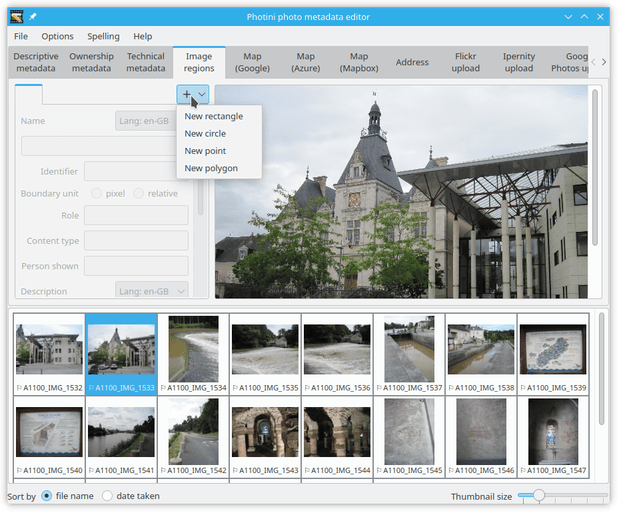 Photini photo metadata editor
File Options Spelling Help
Descriptive metadata
Ownership metadata
Technical metadata
Image regions
Map (Google)
Map (Azure)
Map (Mapbox)
Address
Flickr upload
Ipernity upload
Goog
Photos up
+
New rectangle
New circle
New point
New polygon
Name Lang: en-GB
Identifier
Boundary unit pixel relative
Role
Content type
Person shown
Description Lang: en-GB
A1100_IMG_1532 A1100_IMG_1533 A1100_IMG_1534 A1100_IMG_1535 A1100_IMG_1536 A1100_IMG_1537 A1100_IMG_1538 A1100_IMG_1539
A1100_IMG_1540 A1100_IMG_1541 A1100_IMG_1542 A1100_IMG_1543 A1100_IMG_1544 A1100_IMG_1545 A1100_IMG_1546 A1100_IMG_1547
Sort by file name date taken Thumbnail size